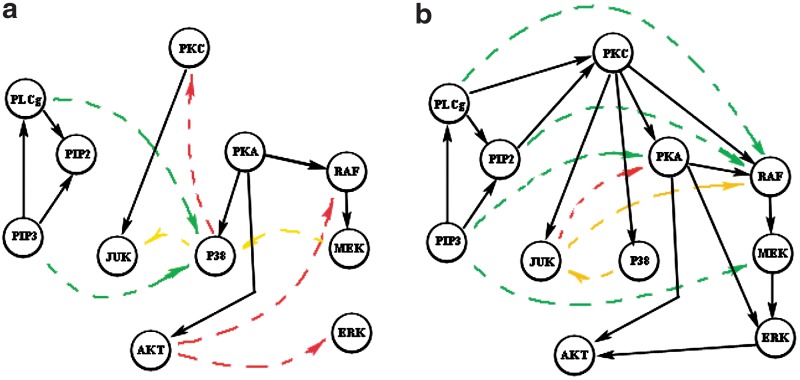 a
PKC
PLCg
PIP2
PKA
RAF
PIP3
JUK
P38
MEK
AKT
ERK
b
PKC
PLCg
PIP2
PKA
RAF
PIP3
JUK
P38
MEK
AKT
ERK